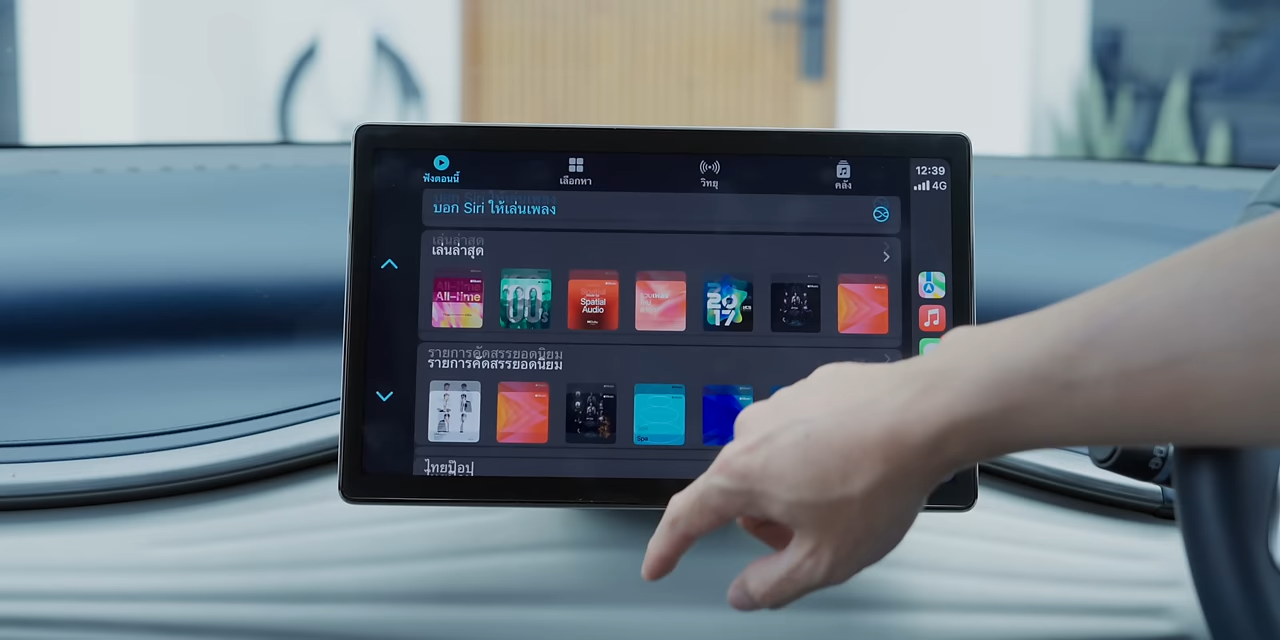 ฟังตอนนี้
เลือกหา
วิทยุ
คลัง
12:39
4G
บอก Siri ให้เล่นเพลง
เล่นล่าสุด
All-Time
00s
Spatial
Audio
2017
รายการคัดสรรยอดนิยม
Spa
ไทยป๊อป